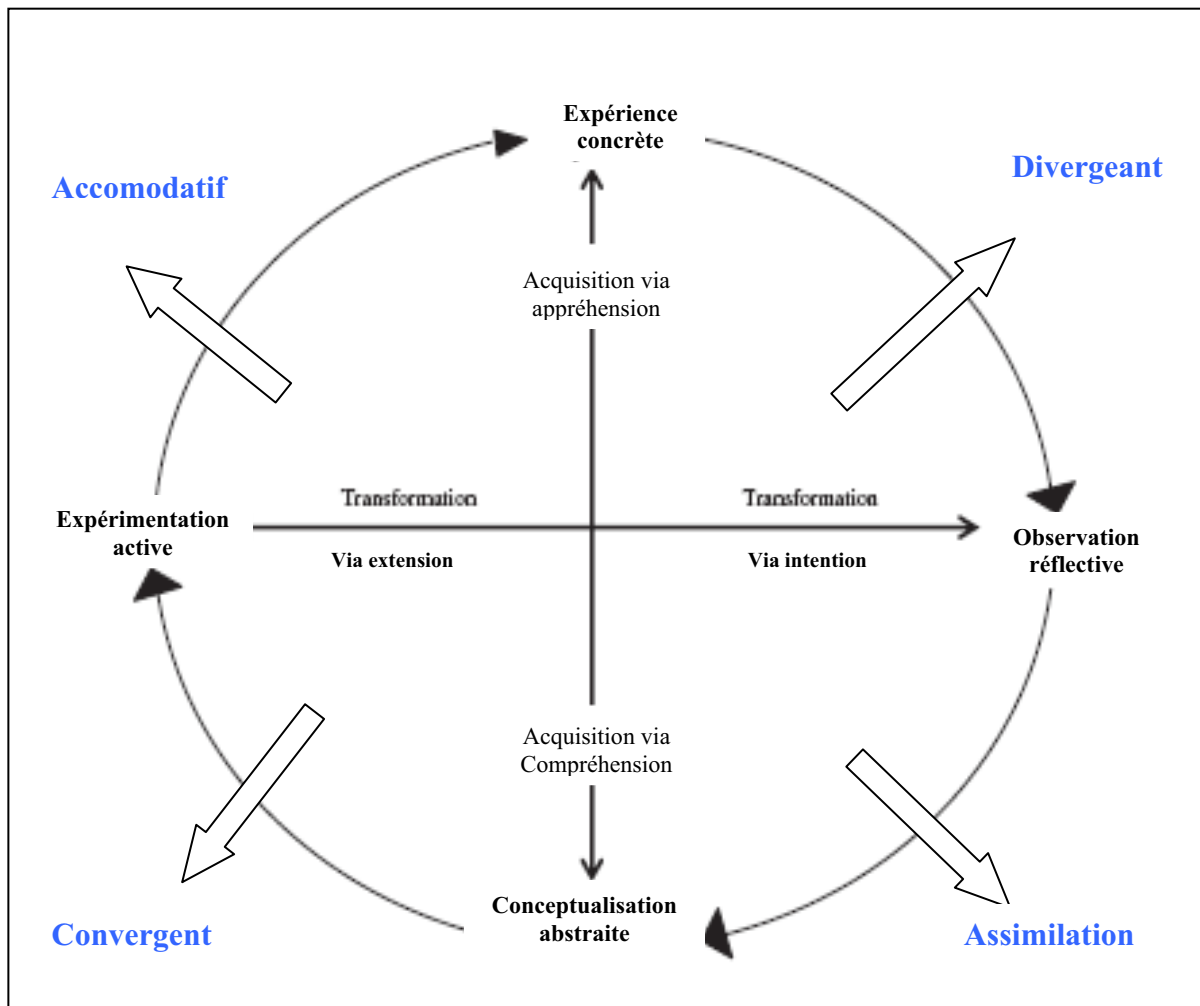 Expérience
concrète
Accomodatif
Divergeant
Acquisition via
appréhension
Transformation
Transformation
Expérimentation
active
Via extension
Via intention
Observation
réflective
Acquisition via
Compréhension
Conceptualisation
abstraite
Convergent
Assimilation